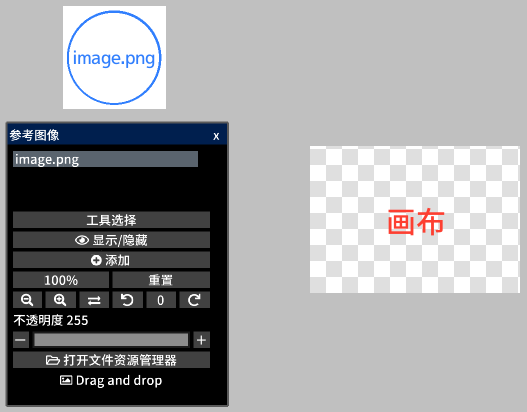 image.png
参考图像 x
image.png
工具选择
显示/隐藏
添加
100% 重置
0
不透明度 255
打开文件资源管理器
Drag and drop
画布